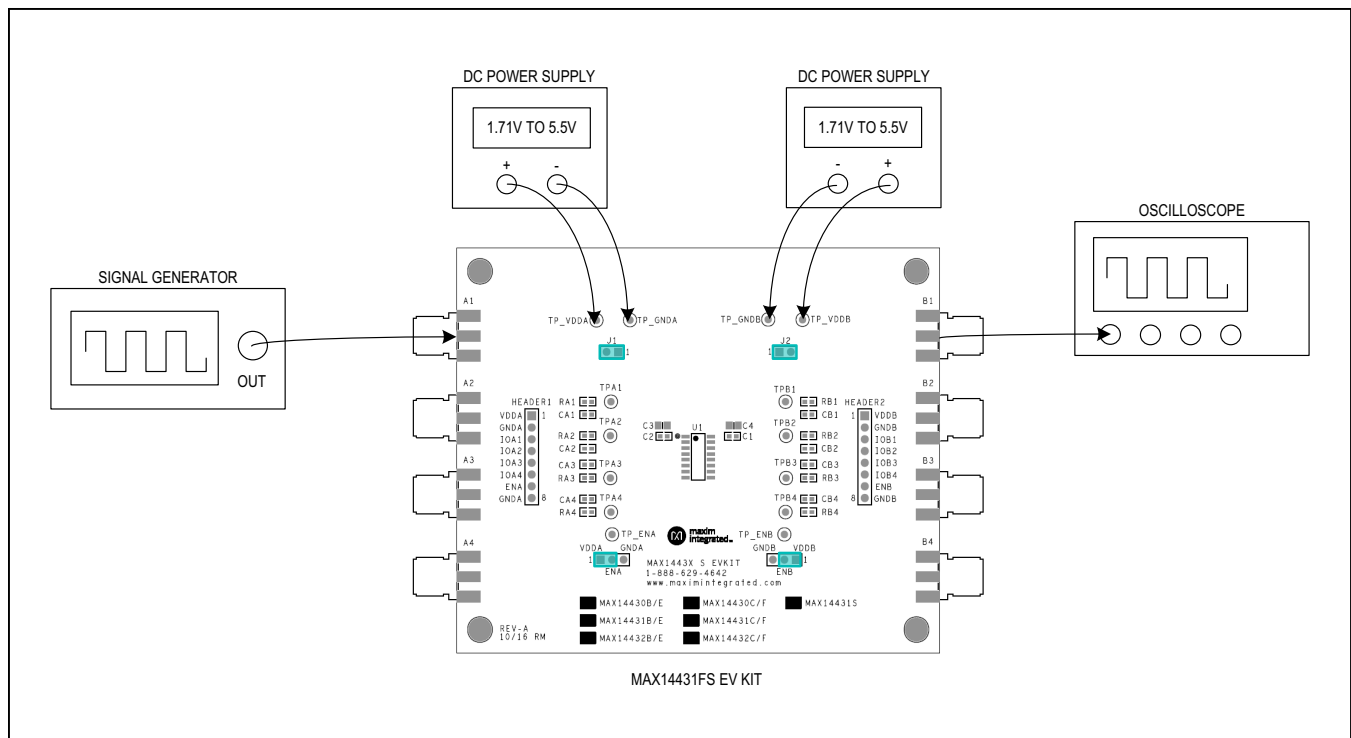 DC POWER SUPPLY
DC POWER SUPPLY
1.71V TO 5.5V
1.71V TO 5.5V
+ -
- +
OSCILLOSCOPE
SIGNAL GENERATOR
OUT
A1
B1
TP_VDDA
TP_GNDA
TP_GNDB
TP_VDDB
J1
1
J2
1
A2
B2
HEADER1
VDDA 1
GNDA
IOA1
IOA2
IOA3
IOA4
ENA
GNDA 8
RA1
CA1
RA2
CA2
CA3
RA3
CA4
RA4
TPA1
TPA2
TPA3
TPA4
C3
C2
U1
C4
C1
TPB1
TPB2
TPB3
TPB4
RB1
CB1
RB2
CB2
CB3
RB3
CB4
RB4
HEADER2
1 VDDB
GNDB
IOB1
IOB2
IOB3
IOB4
ENB
8 GNDB
A3
B3
A4
B4
TP_ENA
maxim
integrated™
TP_ENB
VDDA GNDA
1
ENA
GNDB VDDB
1
ENB
MAX1443X S EVKIT
1-888-629-4642
www.maximintegrated.com
MAX14430B/E MAX14430C/F MAX14431S
MAX14431B/E MAX14431C/F
MAX14432B/E MAX14432C/F
REV-A
10/16 RM
MAX14431FS EV KIT